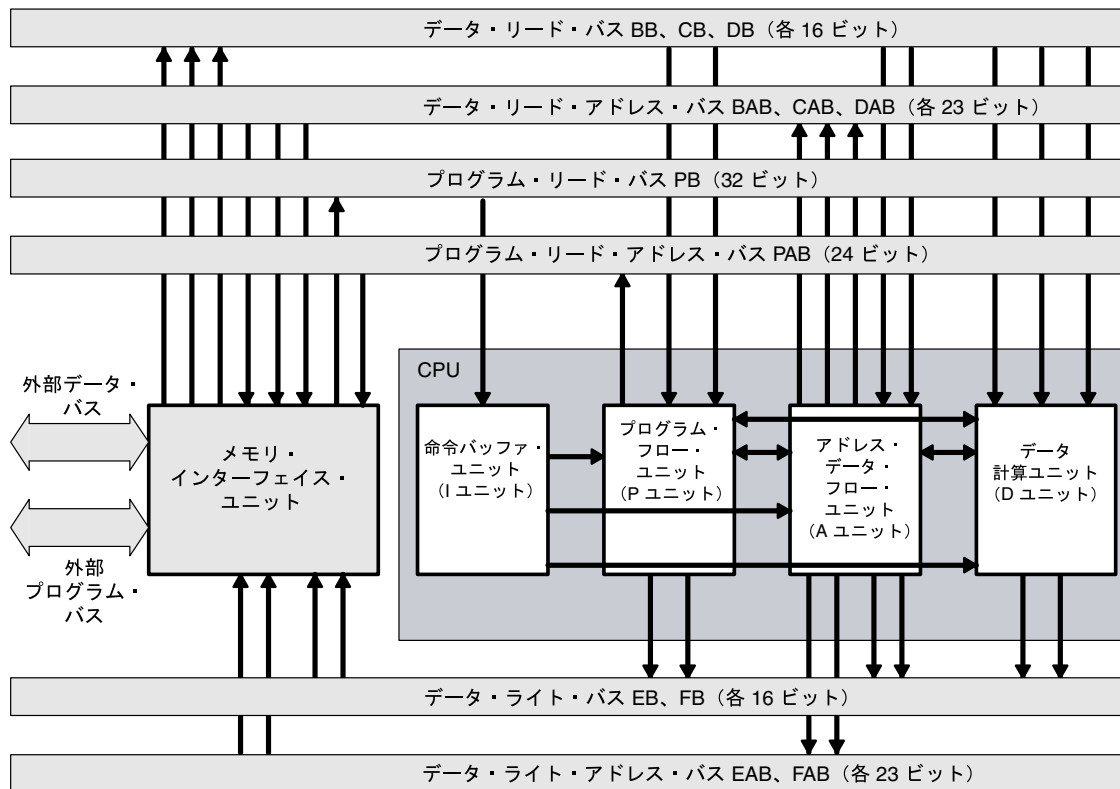 データ・リード・バス BB、CB、DB（各 16 ビット）
データ・リード・アドレス・バス BAB、CAB、DAB（各 23 ビット）
プログラム・リード・バス PB（32 ビット）
プログラム・リード・アドレス・バス PAB（24 ビット）
CPU
外部データ・
バス
外部
プログラム・
バス
メモリ・
インターフェイス・
ユニット
命令バッファ・
ユニット
（I ユニット）
プログラム・
フロー・
ユニット
（P ユニット）
アドレス・
データ・
フロー・
ユニット
（A ユニット）
データ
計算ユニット
（D ユニット）
データ・ライト・バス EB、FB（各 16 ビット）
データ・ライト・アドレス・バス EAB、FAB（各 23 ビット）